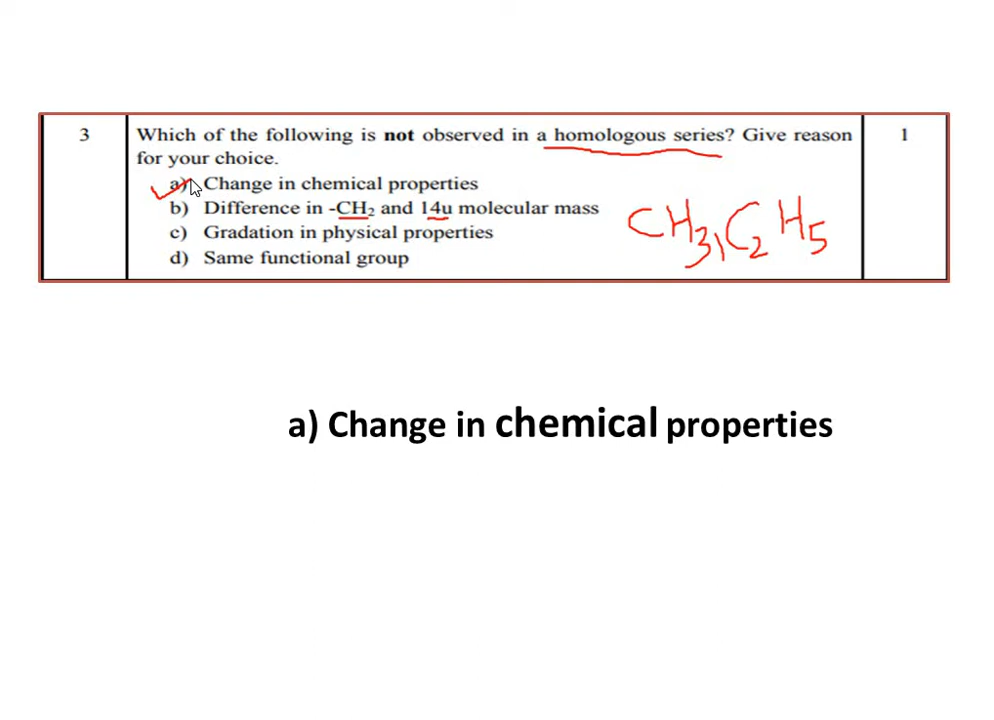 3 Which of the following is not observed in a homologous series? Give reason 1
for your choice.
a) Change in chemical properties
b) Difference in -CH₂ and 14u molecular mass
c) Gradation in physical properties
d) Same functional group
CH₃, C₂H₅
a) Change in chemical properties